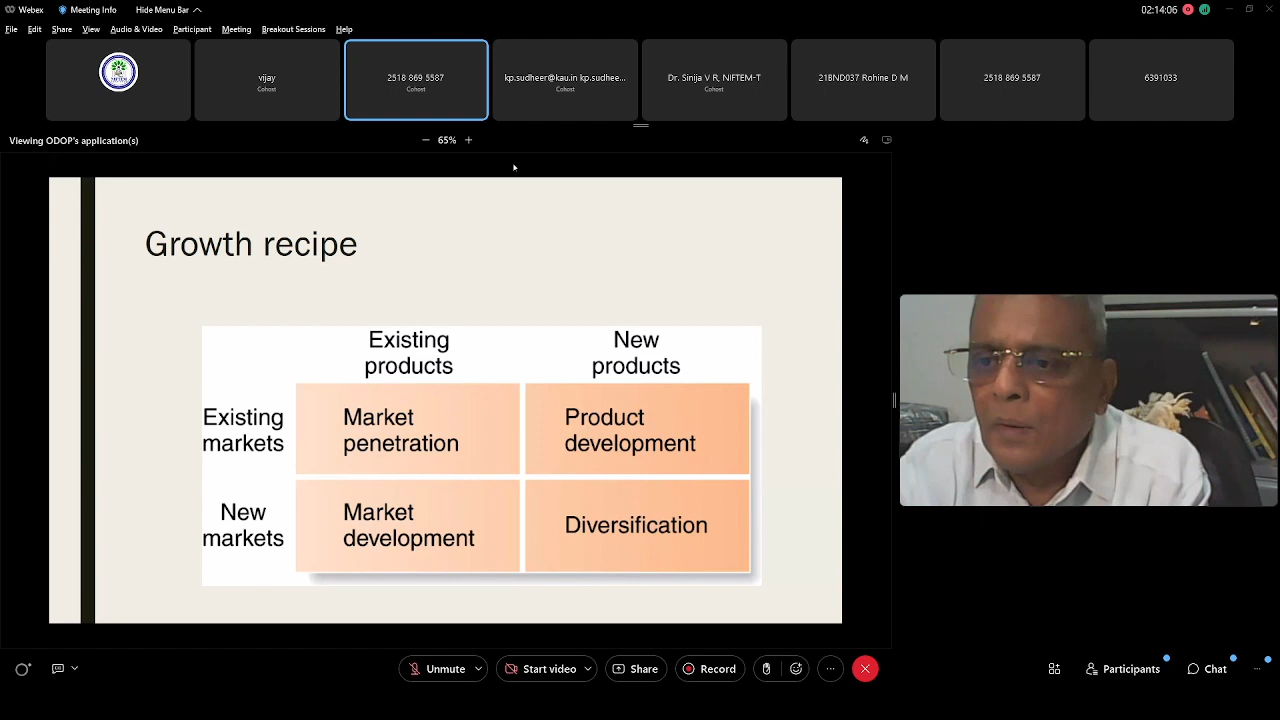 Webex
Meeting Info
Hide Menu Bar
02:14:06
File Edit Share View Audio & Video Participant Meeting Breakout Sessions Help
vijay
Cohost
2518 869 5587
Cohost
kp.sudheer@kau.in kp.sudhee...
Cohost
Dr. Sinija V R, NIFTEM-T
Cohost
21BND037 Rohine D M
2518 869 5587
6391033
Viewing ODOP's application(s)
65%
Growth recipe
Existing
products
New
products
Existing
markets
Market
penetration
Product
development
New
markets
Market
development
Diversification
Unmute
Start video
Share
Record
Participants
Chat